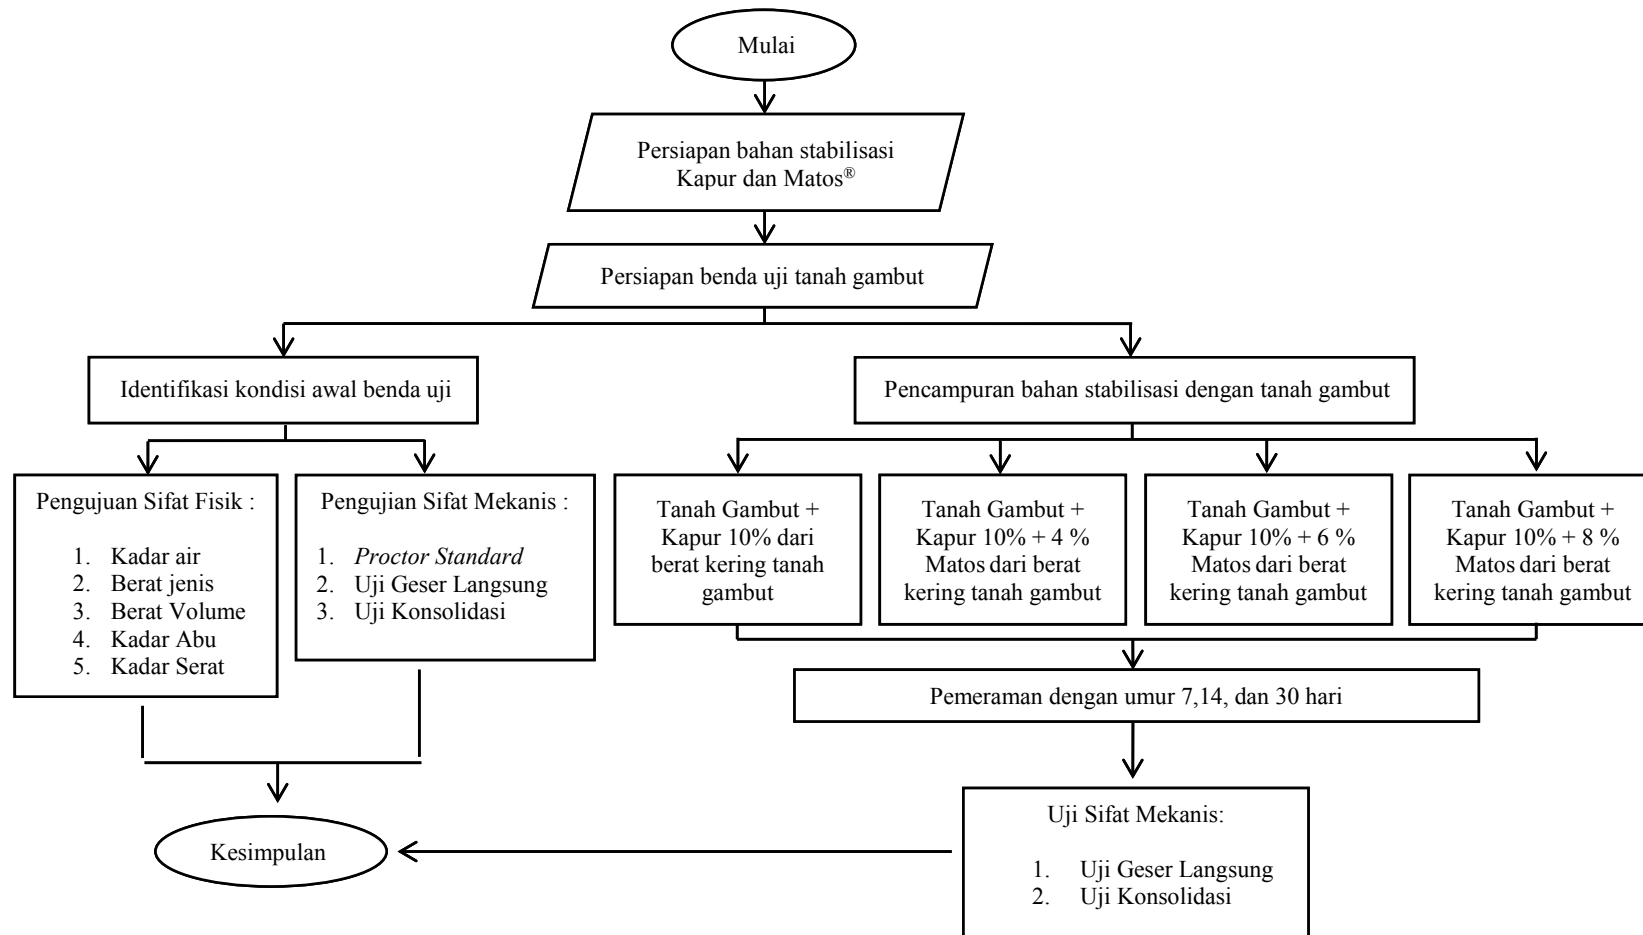 Mulai
Persiapan bahan stabilisasi
Kapur dan Matos®
Persiapan benda uji tanah gambut
Identifikasi kondisi awal benda uji
Pencampuran bahan stabilisasi dengan tanah gambut
Pengujuan Sifat Fisik :
1. Kadar air
2. Berat jenis
3. Berat Volume
4. Kadar Abu
5. Kadar Serat
Pengujian Sifat Mekanis :
1. Proctor Standard
2. Uji Geser Langsung
3. Uji Konsolidasi
Tanah Gambut +
Kapur 10% dari
berat kering tanah
gambut
Tanah Gambut +
Kapur 10% + 4 %
Matos dari berat
kering tanah gambut
Tanah Gambut +
Kapur 10% + 6 %
Matos dari berat
kering tanah gambut
Tanah Gambut +
Kapur 10% + 8 %
Matos dari berat
kering tanah gambut
Pemeraman dengan umur 7,14, dan 30 hari
Uji Sifat Mekanis:
1. Uji Geser Langsung
2. Uji Konsolidasi
Kesimpulan